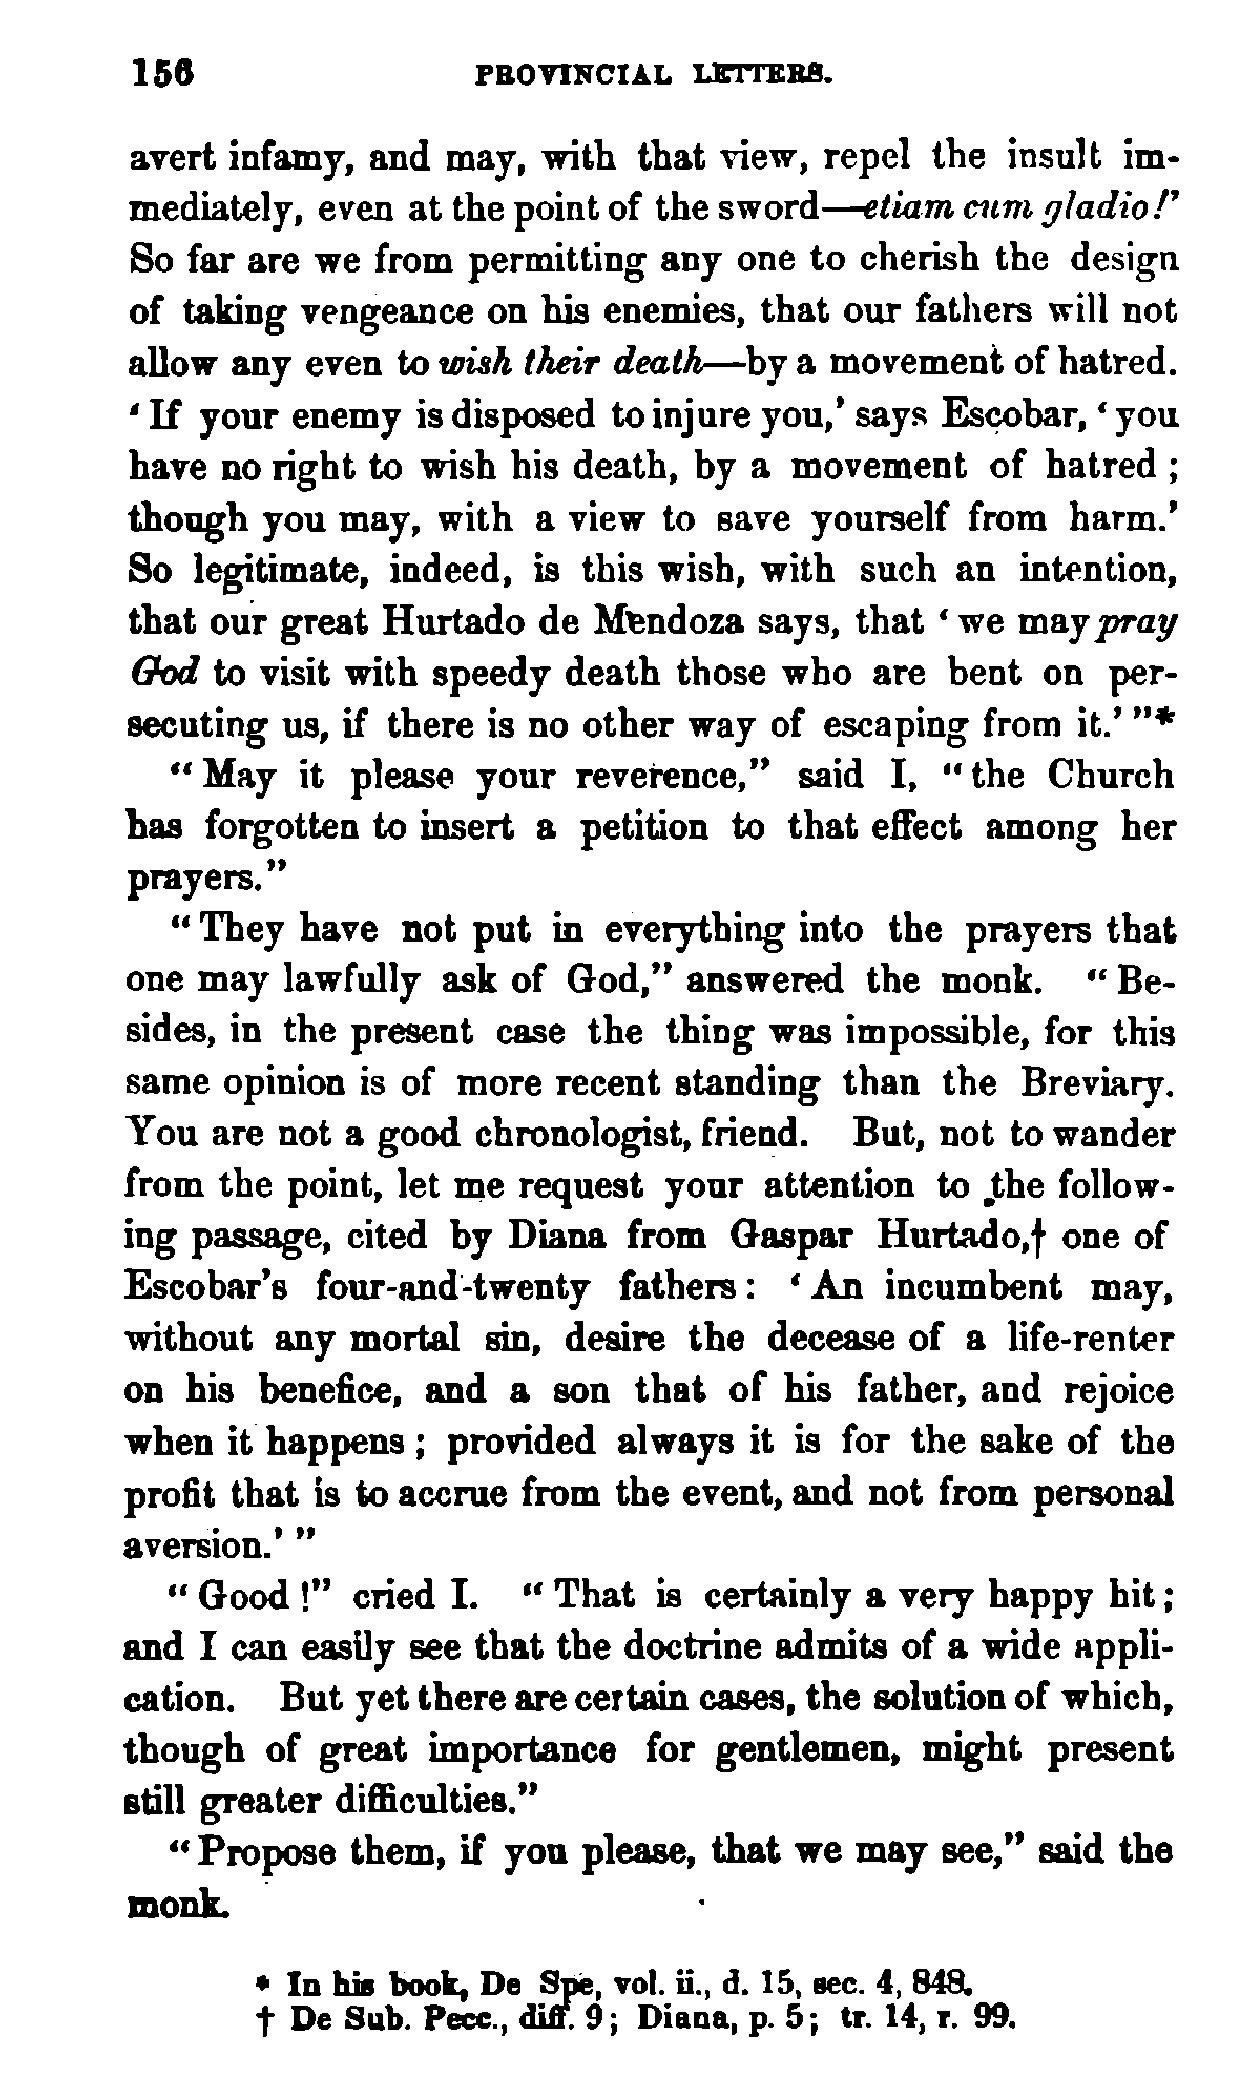 156 PROVINCIAL LETTERS.
avert infamy, and may, with that view, repel the insult im-
mediately, even at the point of the sword—etiam cum gladio!'
So far are we from permitting any one to cherish the design
of taking vengeance on his enemies, that our fathers will not
allow any even to wish their death—by a movement of hatred.
'If your enemy is disposed to injure you,' says Escobar, 'you
have no right to wish his death, by a movement of hatred;
though you may, with a view to save yourself from harm.'
So legitimate, indeed, is this wish, with such an intention,
that our great Hurtado de Mendoza says, that 'we may pray
God to visit with speedy death those who are bent on per-
secuting us, if there is no other way of escaping from it.' "*
"May it please your reverence," said I, "the Church
has forgotten to insert a petition to that effect among her
prayers."
"They have not put in everything into the prayers that
one may lawfully ask of God," answered the monk. "Be-
sides, in the present case the thing was impossible, for this
same opinion is of more recent standing than the Breviary.
You are not a good chronologist, friend. But, not to wander
from the point, let me request your attention to the follow-
ing passage, cited by Diana from Gaspar Hurtado,† one of
Escobar's four-and-twenty fathers: 'An incumbent may,
without any mortal sin, desire the decease of a life-renter
on his benefice, and a son that of his father, and rejoice
when it happens; provided always it is for the sake of the
profit that is to accrue from the event, and not from personal
aversion.' "
"Good!" cried I. "That is certainly a very happy hit;
and I can easily see that the doctrine admits of a wide appli-
cation. But yet there are certain cases, the solution of which,
though of great importance for gentlemen, might present
still greater difficulties."
"Propose them, if you please, that we may see," said the
monk.
* In his book, De Spe, vol. ii., d. 15, sec. 4, 848.
† De Sub. Pecc., diff. 9; Diana, p. 5; tr. 14, r. 99.